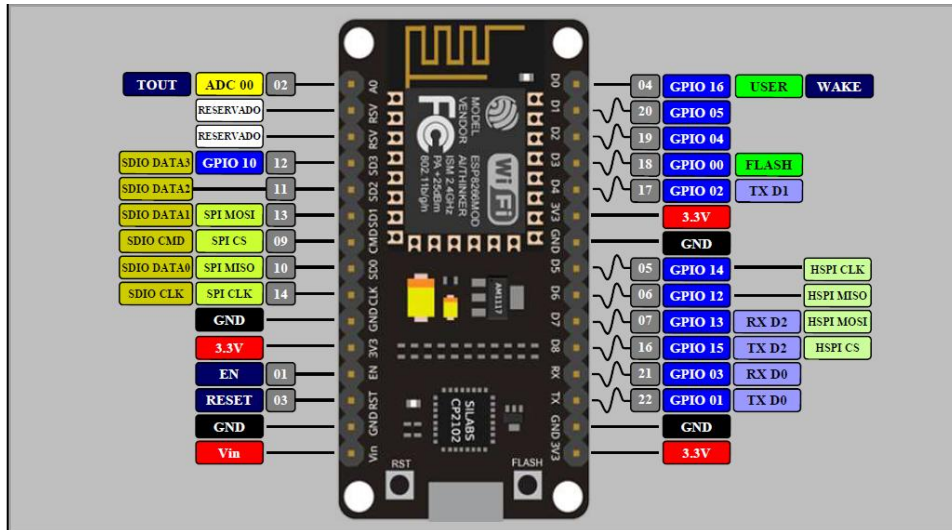 TOUT ADC 00 02 A0 D0 04 GPIO 16 USER WAKE
RESERVADO RSV D1 20 GPIO 05
RESERVADO RSV D2 19 GPIO 04
SDIO DATA3 GPIO 10 12 SD3 D3 18 GPIO 00 FLASH
SDIO DATA2 11 SD2 D4 17 GPIO 02 TX D1
SDIO DATA1 SPI MOSI 13 SD1 3V3 3.3V
SDIO CMD SPI CS 09 CMD GND GND
SDIO DATA0 SPI MISO 10 SD0 D5 05 GPIO 14 HSPI CLK
SDIO CLK SPI CLK 14 CLK D6 06 GPIO 12 HSPI MISO
GND GND D7 07 GPIO 13 RX D2 HSPI MOSI
3.3V 3V3 D8 16 GPIO 15 TX D2 HSPI CS
EN 01 EN RX 21 GPIO 03 RX D0
RESET 03 RST TX 22 GPIO 01 TX D0
GND GND GND GND
Vin Vin 3V3 3.3V
MODEL ESP8266MOD
VENDOR AI/THINKER
ISM 2.4GHz
PA +25dBm
802.11b/g/n
FC
Wi Fi
AM1117
SILABS
CP2102
RST
FLASH